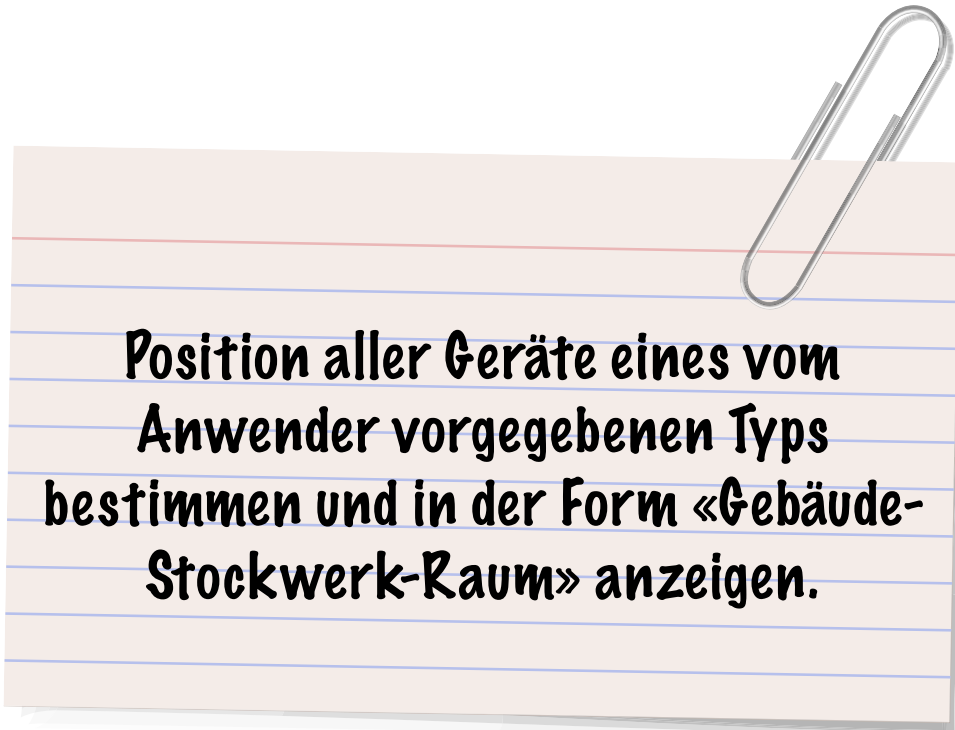 Position aller Geräte eines vom
Anwender vorgegebenen Typs
bestimmen und in der Form «Gebäude-
Stockwerk-Raum» anzeigen.